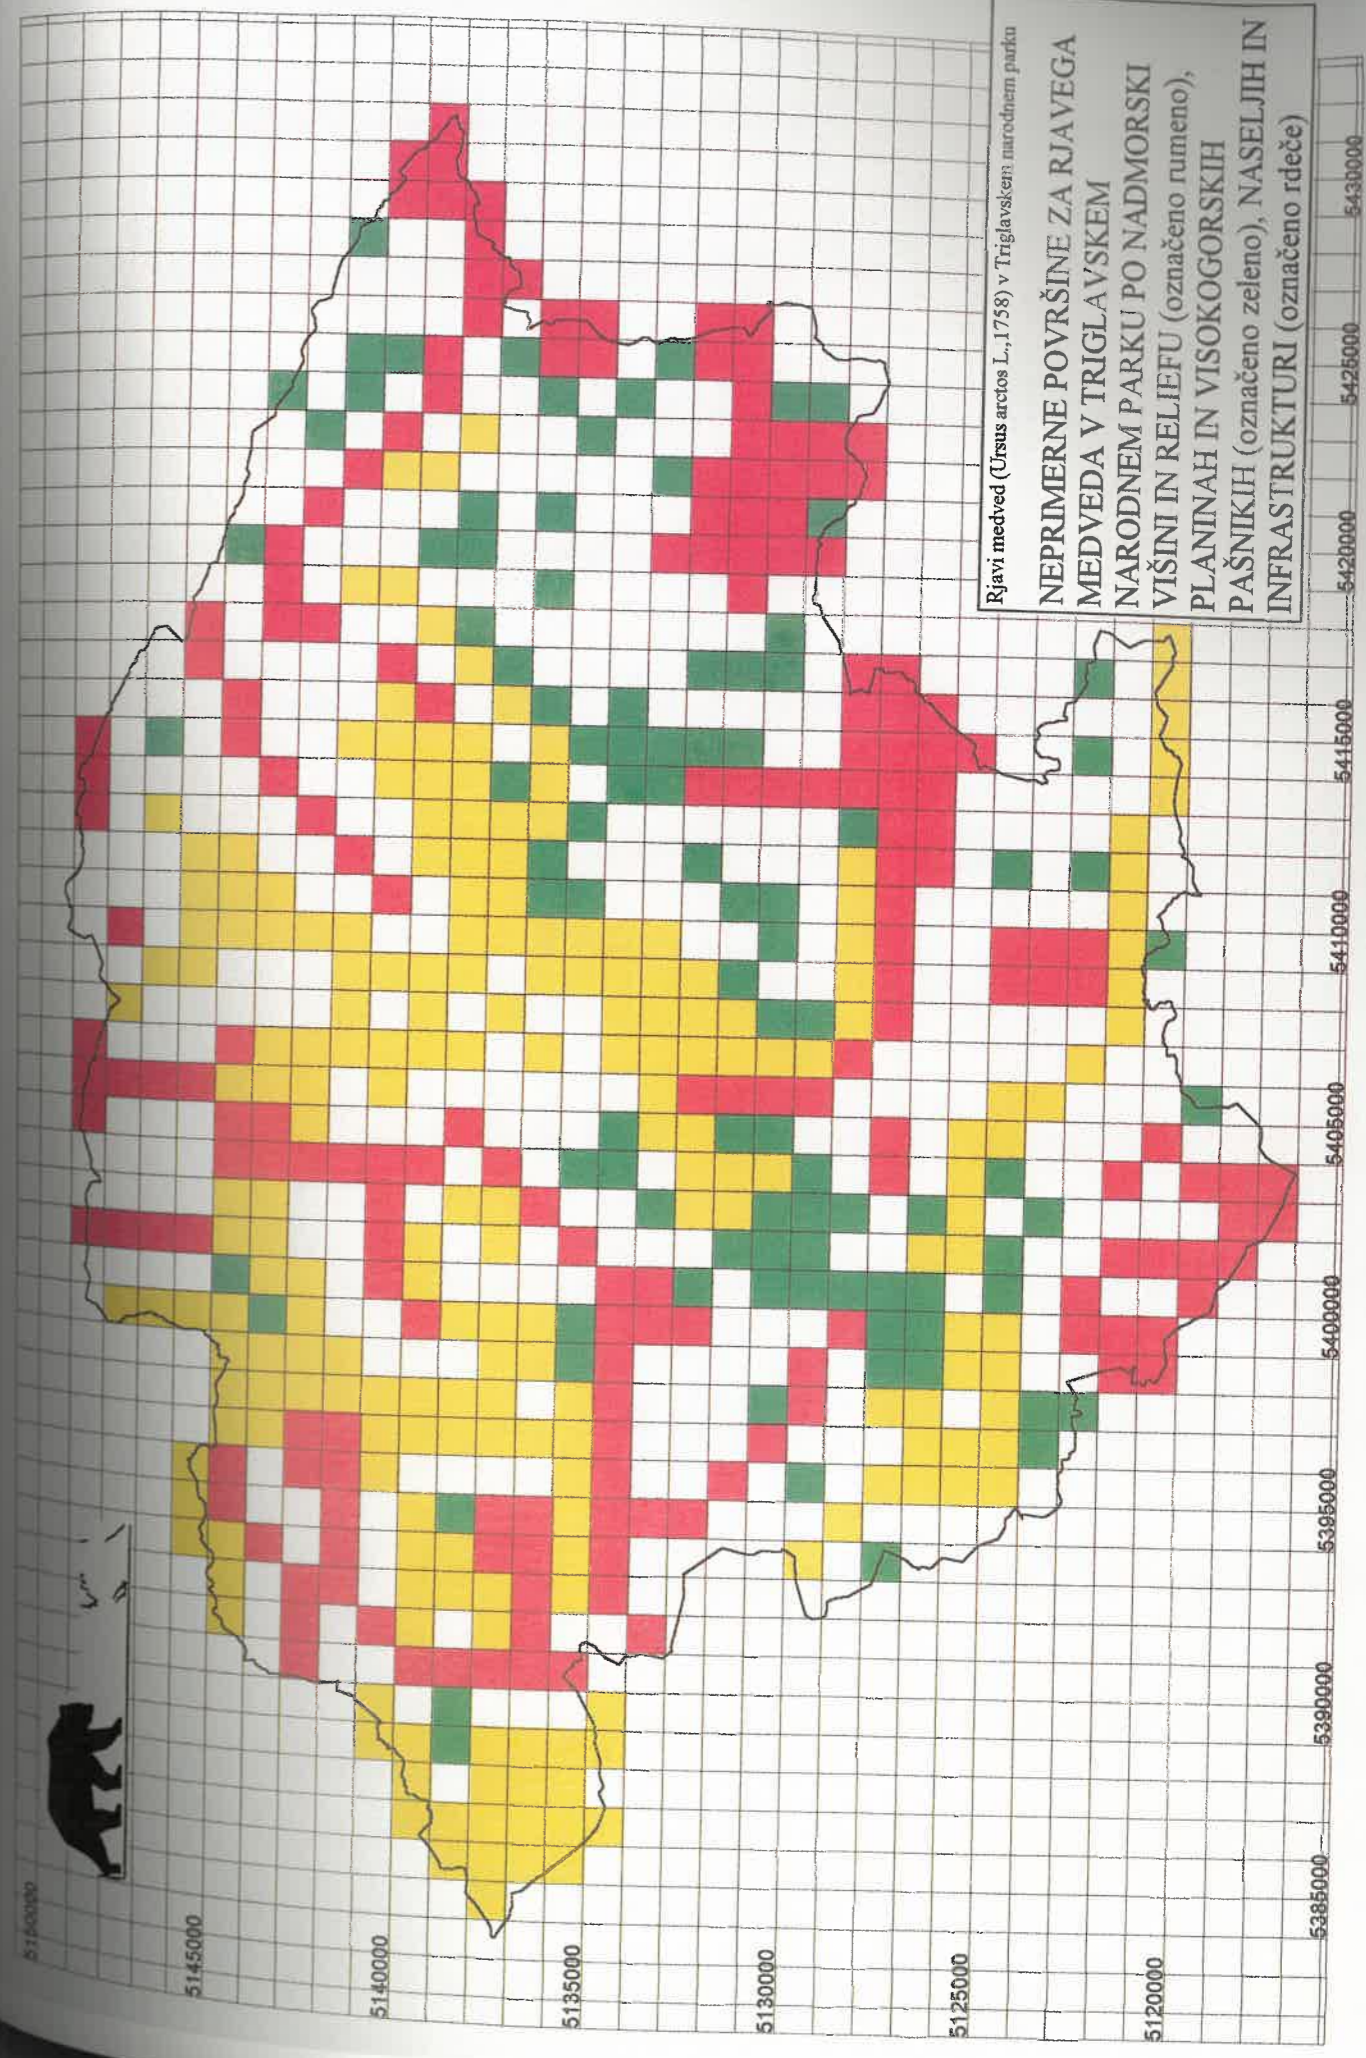 Rjavi medved (Ursus arctos L.,1758) v Triglavskem narodnem parku
NEPRIMERNE POVRŠINE ZA RJAVEGA
MEDVEDA V TRIGLAVSKEM
NARODNEM PARKU PO NADMORSKI
VIŠINI IN RELIEFU (označeno rumeno),
PLANINAH IN VISOKOGORSKIH
PAŠNIKIH (označeno zeleno), NASELJIH IN
INFRASTRUKTURI (označeno rdeče)
5150000
5145000
5140000
5135000
5130000
5125000
5120000
5385000
5390000
5395000
5400000
5405000
5410000
5415000
5420000
5425000
5430000